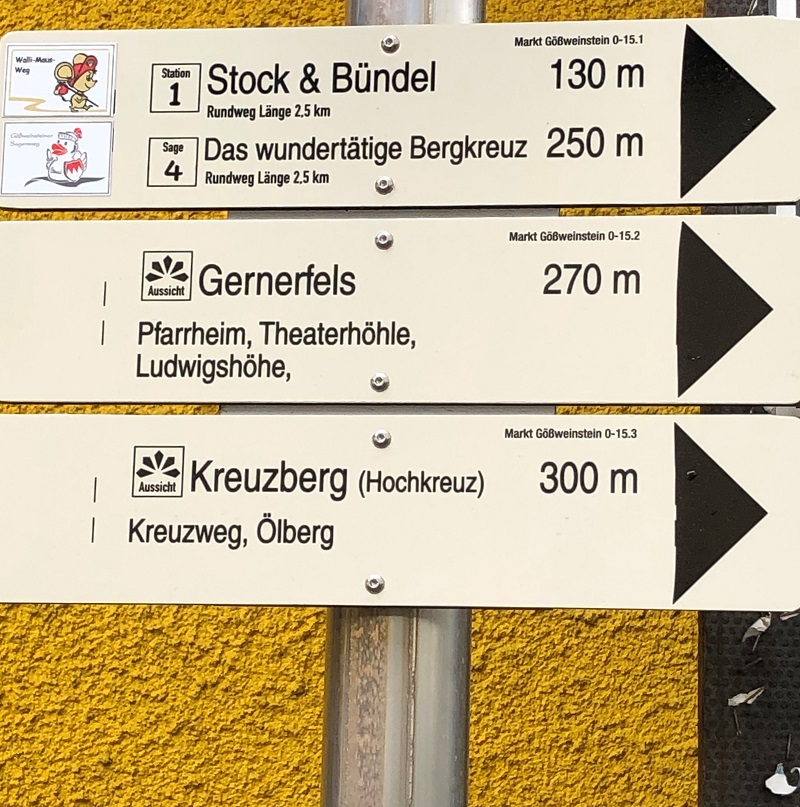 Markt Gößweinstein 0-15.1
Walli-Maus-
Weg
Station
1
Stock & Bündel 130 m
Rundweg Länge 2,5 km
Gößweinsteiner
Sagenweg
Sage
4
Das wundertätige Bergkreuz 250 m
Rundweg Länge 2,5 km
Markt Gößweinstein 0-15.2
Aussicht
Gernerfels 270 m
Pfarrheim, Theaterhöhle,
Ludwigshöhe,
Markt Gößweinstein 0-15.3
Aussicht
Kreuzberg (Hochkreuz) 300 m
Kreuzweg, Ölberg